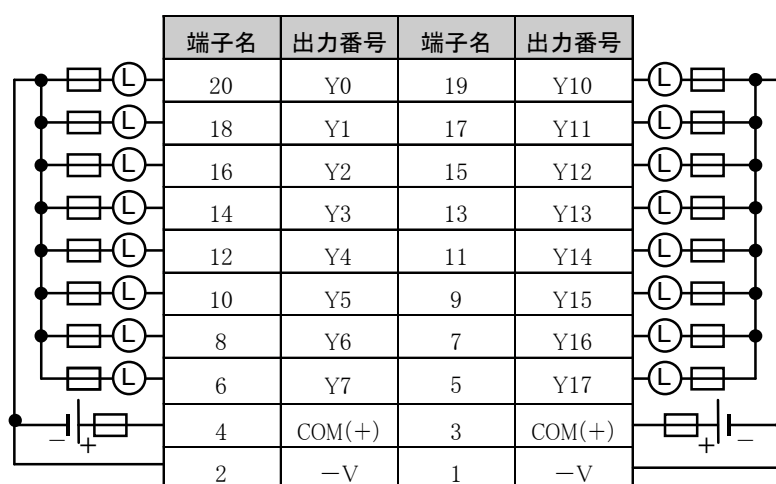 端子名 出力番号 端子名 出力番号
L 20 Y0 19 Y10 L
L 18 Y1 17 Y11 L
L 16 Y2 15 Y12 L
L 14 Y3 13 Y13 L
L 12 Y4 11 Y14 L
L 10 Y5 9 Y15 L
L 8 Y6 7 Y16 L
L 6 Y7 5 Y17 L
− + 4 COM(+) 3 COM(+) + −
2 −V 1 −V